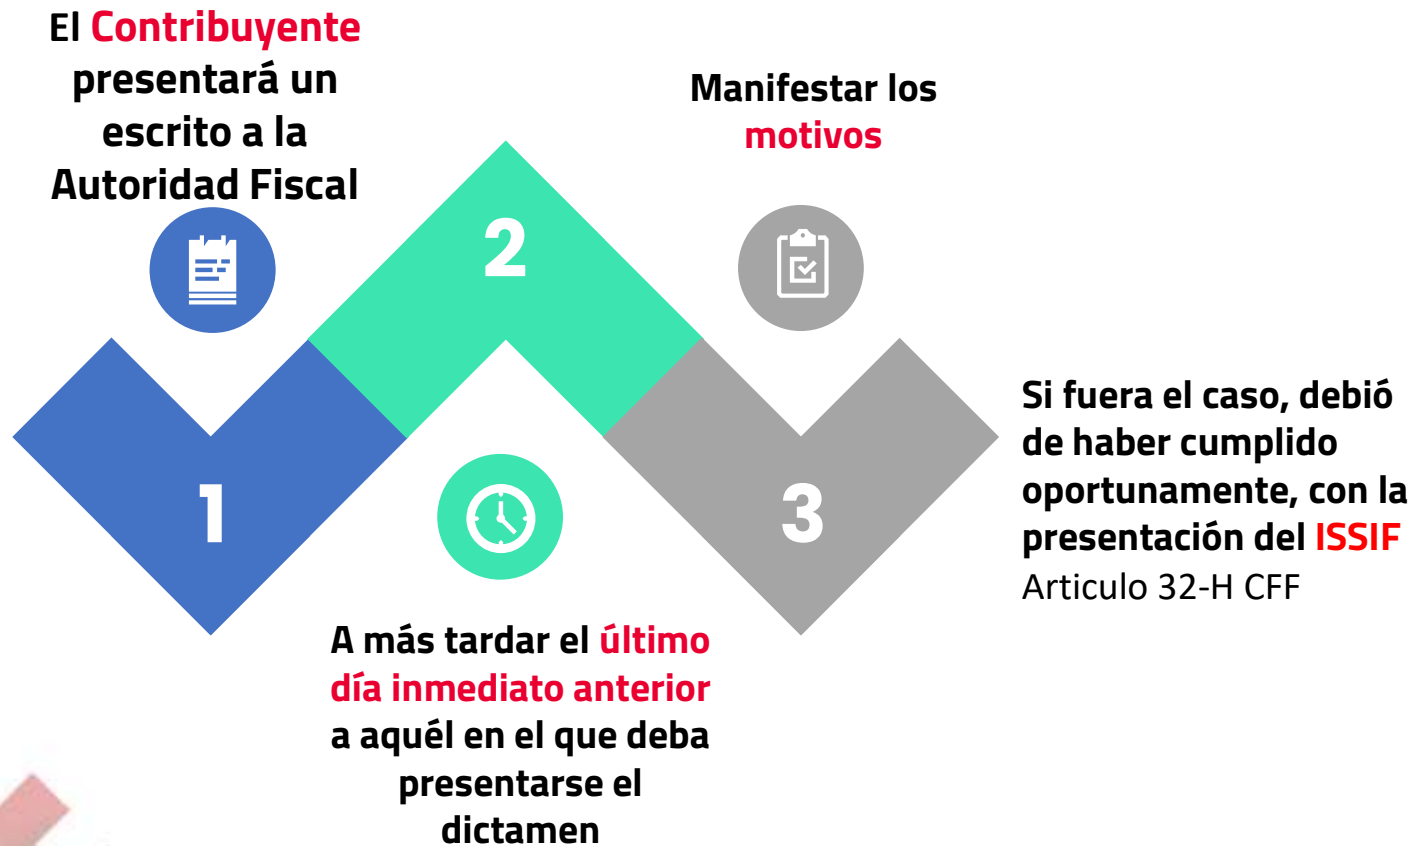 El Contribuyente
presentará un
escrito a la
Autoridad Fiscal
1
2
A más tardar el último
día inmediato anterior
a aquél en el que deba
presentarse el
dictamen
Manifestar los
motivos
3
Si fuera el caso, debió
de haber cumplido
oportunamente, con la
presentación del ISSIF
Articulo 32-H CFF